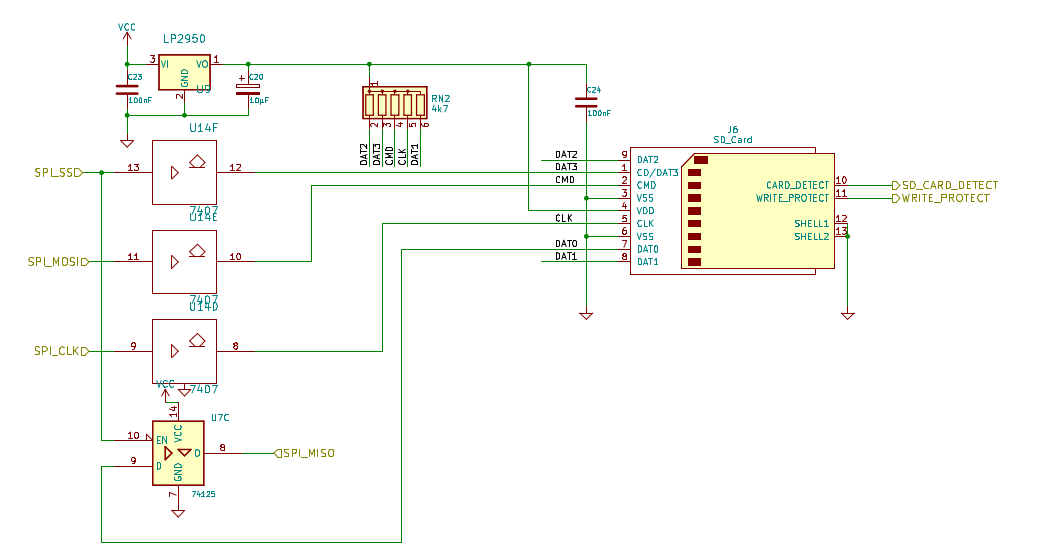 VCC
LP2950
3 VI VO 1
GND
2
U5
C23
100nF
C20
+
10µF
1
RN2
4k7
2 3 4 5 6
DAT2
DAT3
CMD
CLK
DAT1
C24
100nF
U14F
SPI_SS 13 12
7407
U14E
SPI_MOSI 11 10
7407
U14D
SPI_CLK 9 8
7407
VCC
14
U7C
10 EN VCC
9 D O 8 SPI_MISO
GND
7
74125
J6
SD_Card
DAT2 9 DAT2
DAT3 1 CD/DAT3
CMD 2 CMD
3 VSS
4 VDD
CLK 5 CLK
6 VSS
DAT0 7 DAT0
DAT1 8 DAT1
CARD_DETECT 10 SD_CARD_DETECT
WRITE_PROTECT 11 WRITE_PROTECT
SHELL1 12
SHELL2 13